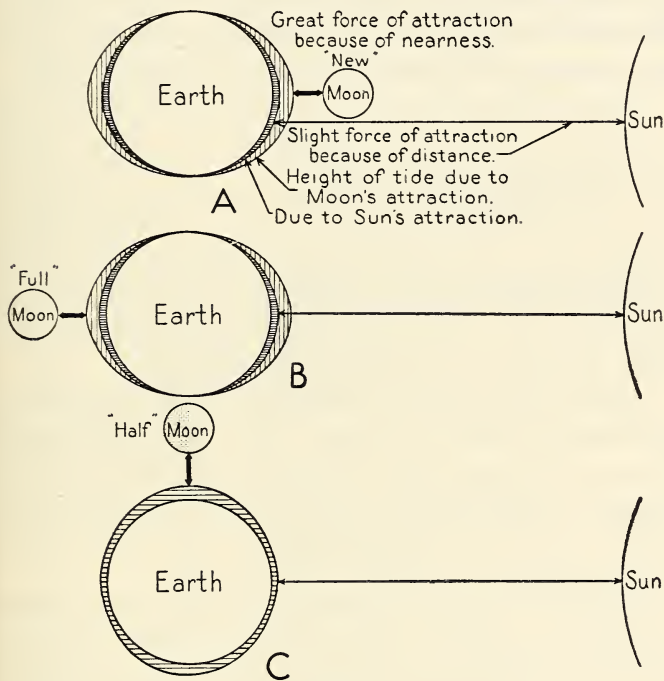 Great force of attraction
because of nearness.
"New"
Earth
Moon
Sun
Slight force of attraction
because of distance.
Height of tide due to
Moon's attraction.
Due to Sun's attraction.
A
"Full"
Moon
Earth
Sun
B
"Half"
Moon
Earth
Sun
C